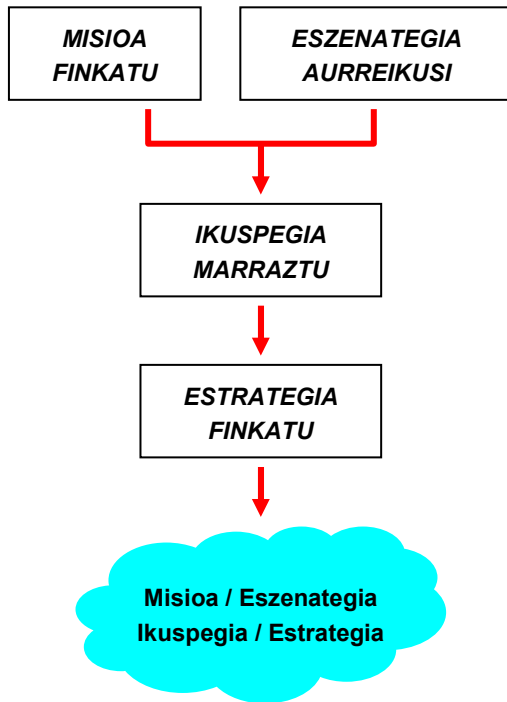 MISIOA
FINKATU
ESZENATEGIA
AURREIKUSI
IKUSPEGIA
MARRAZTU
ESTRATEGIA
FINKATU
Misioa / Eszenategia
Ikuspegia / Estrategia